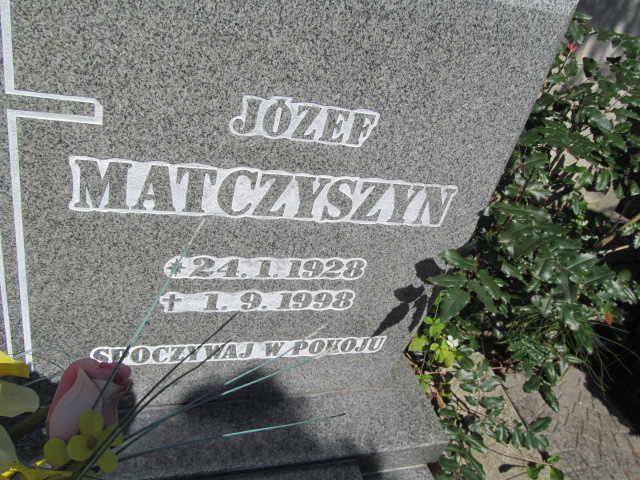 JÓZEF
MATCZYSZYN
* 24. 1. 1928
† 1. 9. 1998
SPOCZYWAJ W POKOJU